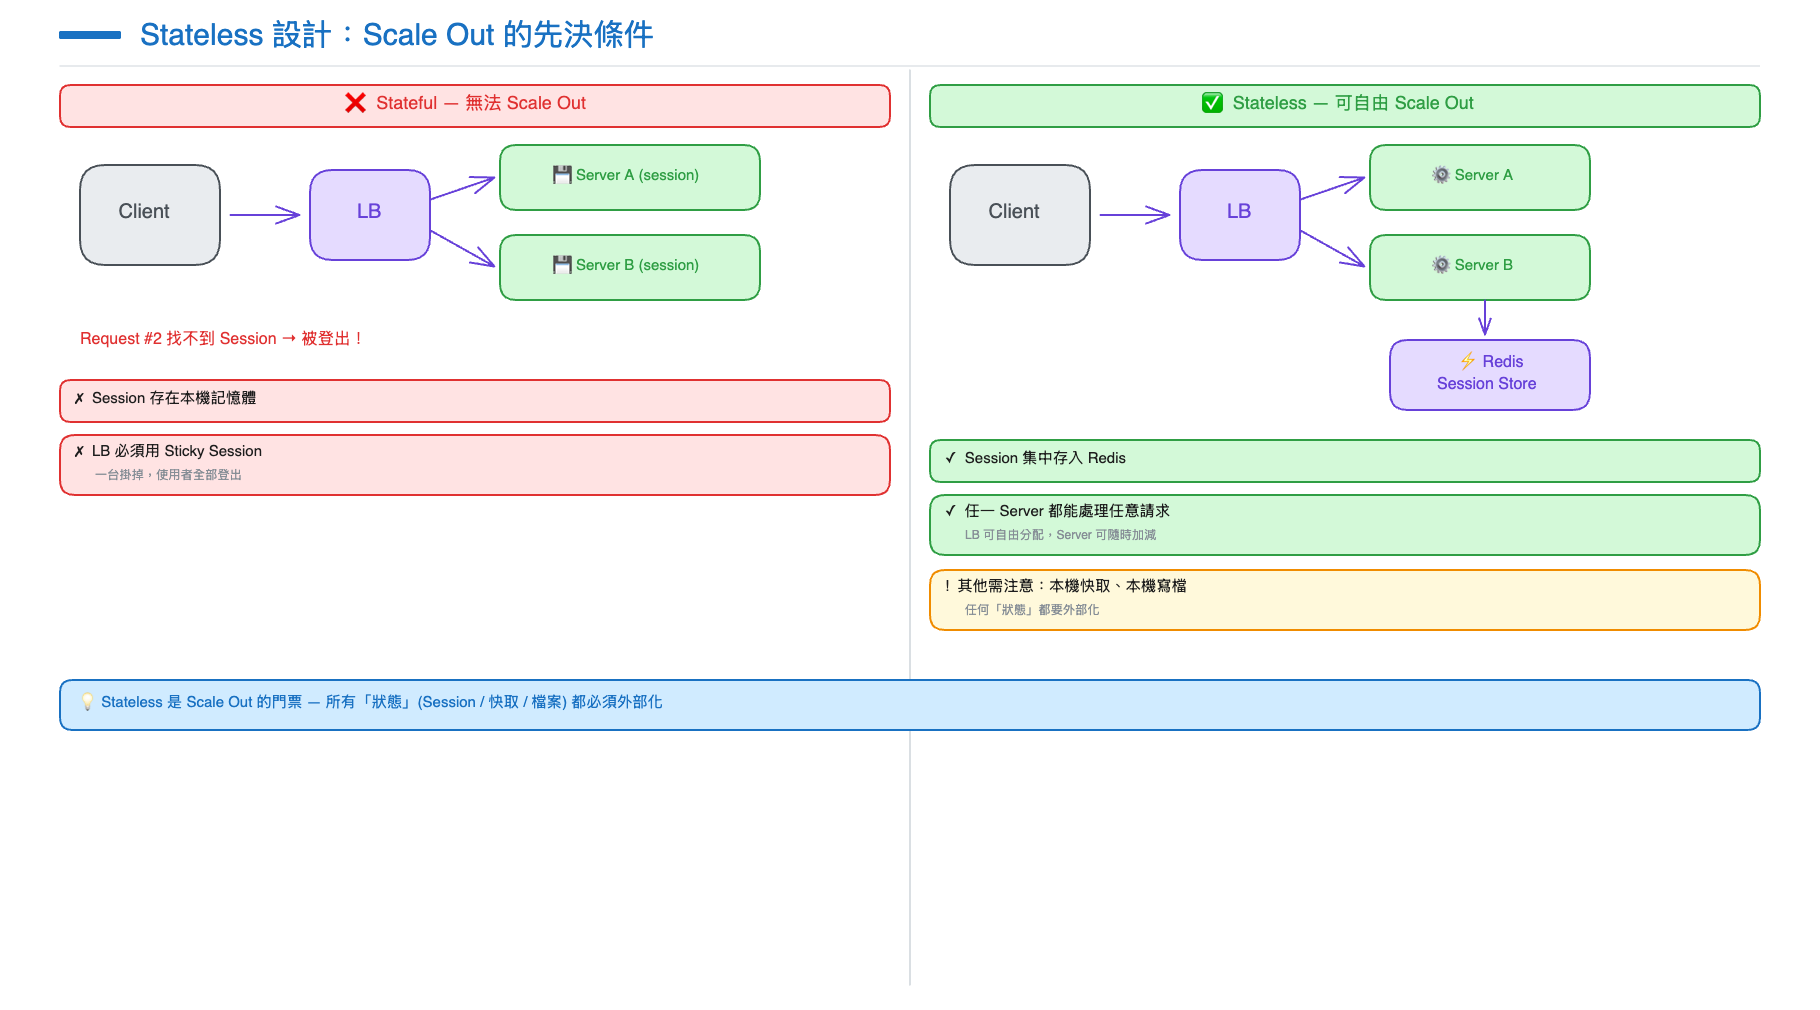 Stateless 設計：Scale Out 的先決條件
❌ Stateful — 無法 Scale Out
Client
LB
💾 Server A (session)
💾 Server B (session)
Request #2 找不到 Session → 被登出！
✗ Session 存在本機記憶體
✗ LB 必須用 Sticky Session
一台掛掉，使用者全部登出
✅ Stateless — 可自由 Scale Out
Client
LB
⚙️ Server A
⚙️ Server B
⚡ Redis
Session Store
✓ Session 集中存入 Redis
✓ 任一 Server 都能處理任意請求
LB 可自由分配，Server 可隨時加減
! 其他需注意：本機快取、本機寫檔
任何「狀態」都要外部化
💡 Stateless 是 Scale Out 的門票 — 所有「狀態」(Session / 快取 / 檔案) 都必須外部化